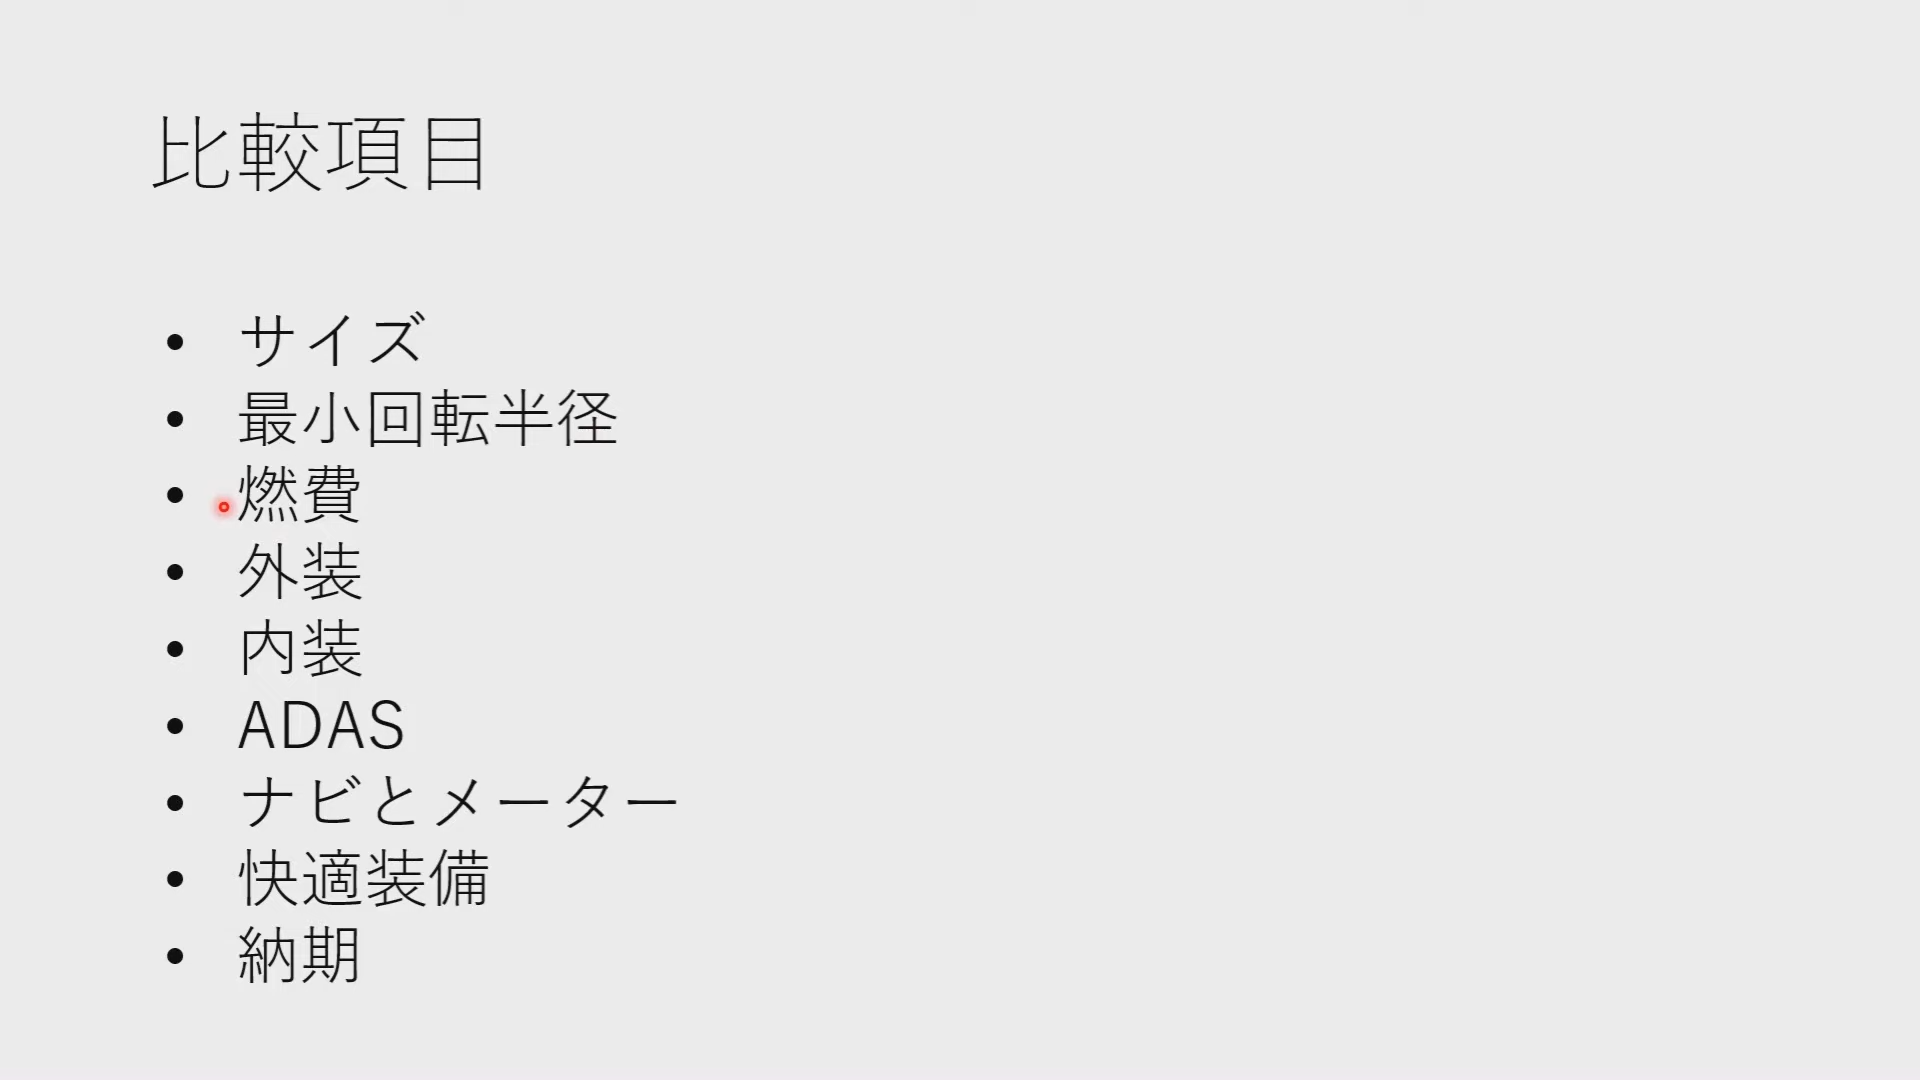 比較項目
• サイズ
• 最小回転半径
• 燃費
• 外装
• 内装
• ADAS
• ナビとメーター
• 快適装備
• 納期